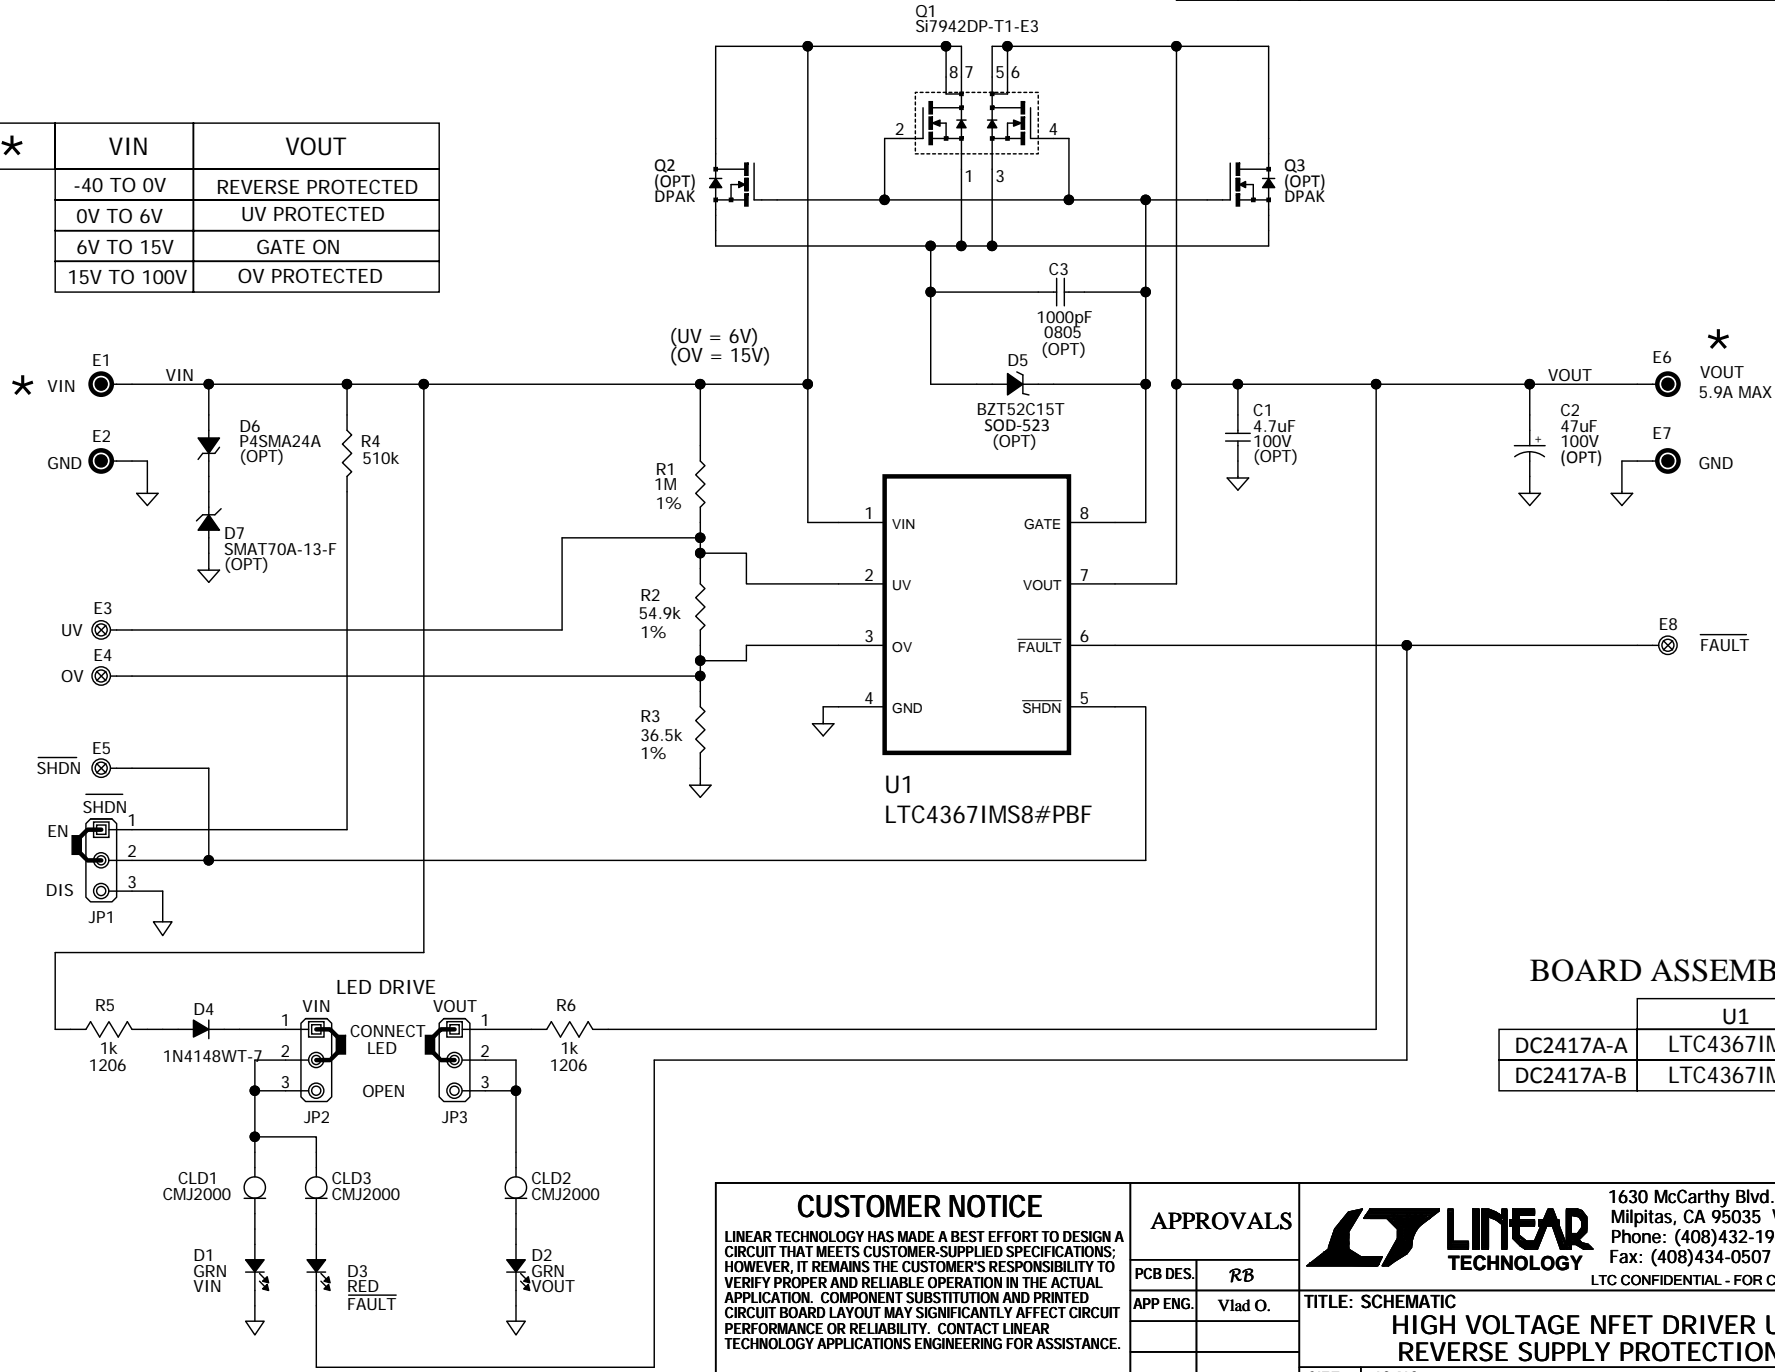 Q1
Si7942DP-T1-E3
8 7 5 6
2 4
1 3
Q2
(OPT)
DPAK
Q3
(OPT)
DPAK
* VIN VOUT
-40 TO 0V REVERSE PROTECTED
0V TO 6V UV PROTECTED
6V TO 15V GATE ON
15V TO 100V OV PROTECTED
C3
1000pF
0805
(OPT)
(UV = 6V)
(OV = 15V)
D5
BZT52C15T
SOD-523
(OPT)
E1
* VIN
VIN
E2
GND
D6
P4SMA24A
(OPT)
R4
510k
D7
SMAT70A-13-F
(OPT)
R1
1M
1%
R2
54.9k
1%
R3
36.5k
1%
C1
4.7uF
100V
(OPT)
VOUT
C2
+
47uF
100V
(OPT)
*
E6
VOUT
5.9A MAX
E7
GND
E3
UV
E4
OV
E5
SHDN
1 VIN GATE 8
2 UV VOUT 7
3 OV FAULT 6
4 GND SHDN 5
U1
LTC4367IMS8#PBF
E8
FAULT
SHDN
EN 1
2
DIS 3
JP1
LED DRIVE
R5
1k
1206
D4
1N4148WT-7
VIN
1
2
3
JP2
CONNECT
LED
OPEN
VOUT
1
2
3
JP3
R6
1k
1206
CLD1
CMJ2000
CLD3
CMJ2000
CLD2
CMJ2000
D1
GRN
VIN
D3
RED
FAULT
D2
GRN
VOUT
BOARD ASSEMB
U1
DC2417A-A LTC4367IM
DC2417A-B LTC4367IM
CUSTOMER NOTICE
LINEAR TECHNOLOGY HAS MADE A BEST EFFORT TO DESIGN A
CIRCUIT THAT MEETS CUSTOMER-SUPPLIED SPECIFICATIONS;
HOWEVER, IT REMAINS THE CUSTOMER'S RESPONSIBILITY TO
VERIFY PROPER AND RELIABLE OPERATION IN THE ACTUAL
APPLICATION. COMPONENT SUBSTITUTION AND PRINTED
CIRCUIT BOARD LAYOUT MAY SIGNIFICANTLY AFFECT CIRCUIT
PERFORMANCE OR RELIABILITY. CONTACT LINEAR
TECHNOLOGY APPLICATIONS ENGINEERING FOR ASSISTANCE.
APPROVALS
PCB DES. RB
APP ENG. Vlad O.
LINEAR
TECHNOLOGY
1630 McCarthy Blvd.
Milpitas, CA 95035
Phone: (408)432-19
Fax: (408)434-0507
LTC CONFIDENTIAL - FOR C
TITLE: SCHEMATIC
HIGH VOLTAGE NFET DRIVER U
REVERSE SUPPLY PROTECTION